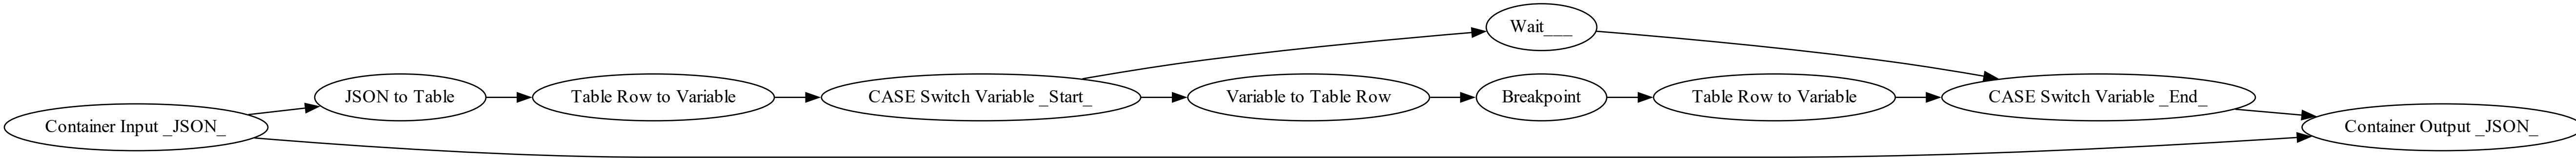 Wait___
JSON to Table
Table Row to Variable
CASE Switch Variable _Start_
Variable to Table Row
Breakpoint
Table Row to Variable
CASE Switch Variable _End_
Container Input _JSON_
Container Output _JSON_